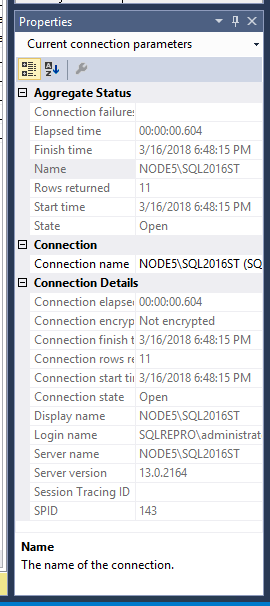 Properties
Current connection parameters
Aggregate Status
Connection failures
Elapsed time 00:00:00.604
Finish time 3/16/2018 6:48:15 PM
Name NODE5\SQL2016ST
Rows returned 11
Start time 3/16/2018 6:48:15 PM
State Open
Connection
Connection name NODE5\SQL2016ST (SQ
Connection Details
Connection elapse 00:00:00.604
Connection encryp Not encrypted
Connection finish t 3/16/2018 6:48:15 PM
Connection rows re 11
Connection start tir 3/16/2018 6:48:15 PM
Connection state Open
Display name NODE5\SQL2016ST
Login name SQLREPRO\administrat
Server name NODE5\SQL2016ST
Server version 13.0.2164
Session Tracing ID
SPID 143
Name
The name of the connection.